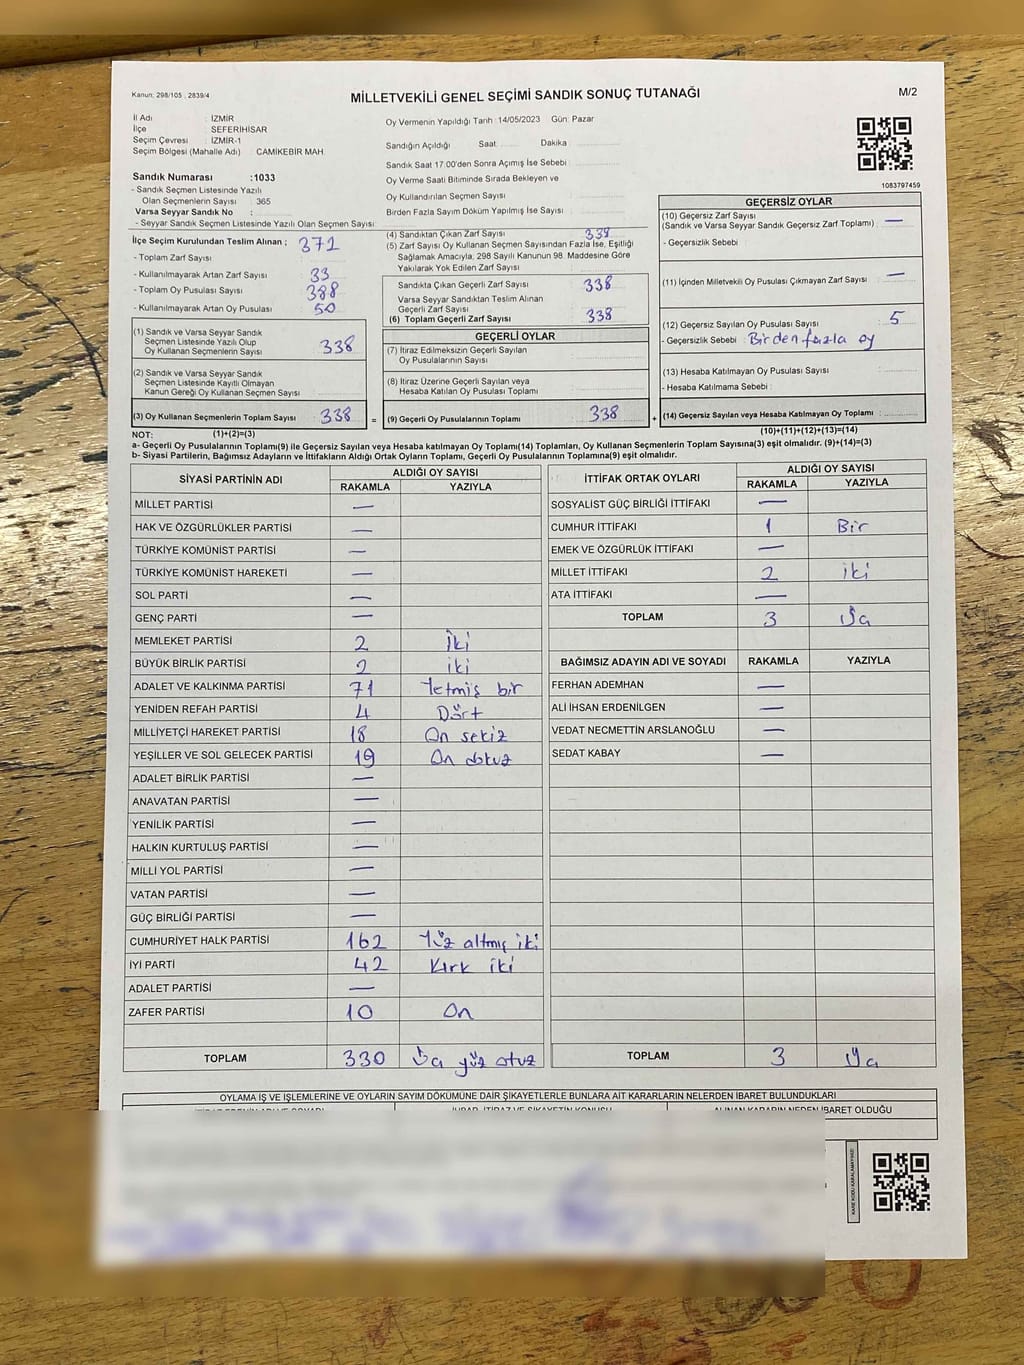 Kanun: 298/105 , 2839/4
MİLLETVEKİLİ GENEL SEÇİMİ SANDIK SONUÇ TUTANAĞI
M/2
İl Adı : İZMİR
İlçe : SEFERİHİSAR
Seçim Çevresi : İZMİR-1
Seçim Bölgesi (Mahalle Adı) : CAMİKEBİR MAH.
Sandık Numarası :1033
- Sandık Seçmen Listesinde Yazılı
Olan Seçmenlerin Sayısı : 365
Varsa Seyyar Sandık No :
- Seyyar Sandık Seçmen Listesinde Yazılı Olan Seçmen Sayısı
İlçe Seçim Kurulundan Teslim Alınan ; 371
- Toplam Zarf Sayısı
- Kullanılmayarak Artan Zarf Sayısı 33
- Toplam Oy Pusulası Sayısı 388
- Kullanılmayarak Artan Oy Pusulası 50
(1) Sandık ve Varsa Seyyar Sandık
Seçmen Listesinde Yazılı Olup
Oy Kullanan Seçmenlerin Sayısı 338
(2) Sandık ve Varsa Seyyar Sandık
Seçmen Listesinde Kayıtlı Olmayan
Kanun Gereği Oy Kullanan Seçmen Sayısı
(3) Oy Kullanan Seçmenlerin Toplam Sayısı 338 =
Oy Vermenin Yapıldığı Tarih :14/05/2023 Gün: Pazar
Sandığın Açıldığı Saat: Dakika :
Sandık Saat 17:00'den Sonra Açımış İse Sebebi :
Oy Verme Saati Bitiminde Sırada Bekleyen ve
Oy Kullandırılan Seçmen Sayısı
Birden Fazla Sayım Döküm Yapılmış İse Sayısı :
(4) Sandıktan Çıkan Zarf Sayısı 338
(5) Zarf Sayısı Oy Kullanan Seçmen Sayısından Fazla İse, Eşitliği
Sağlamak Amacıyla; 298 Sayılı Kanunun 98. Maddesine Göre
Yakılarak Yok Edilen Zarf Sayısı :
Sandıkta Çıkan Geçerli Zarf Sayısı : 338
Varsa Seyyar Sandıktan Teslim Alınan
Geçerli Zarf Sayısı :
(6) Toplam Geçerli Zarf Sayısı : 338
GEÇERLİ OYLAR
(7) İtiraz Edilmeksizin Geçerli Sayılan
Oy Pusulalarının Sayısı :
(8) İtiraz Üzerine Geçerli Sayılan veya
Hesaba Katılan Oy Pusulası Toplamı :
(9) Geçerli Oy Pusulalarının Toplamı : 338 +
1083797459
GEÇERSİZ OYLAR
(10) Geçersiz Zarf Sayısı
(Sandık ve Varsa Seyyar Sandık Geçersiz Zarf Toplamı) : —
- Geçersizlik Sebebi :
(11) İçinden Milletvekili Oy Pusulası Çıkmayan Zarf Sayısı : —
(12) Geçersiz Sayılan Oy Pusulası Sayısı : 5
- Geçersizlik Sebebi : Birden fazla oy
(13) Hesaba Katılmayan Oy Pusulası Sayısı :
- Hesaba Katılmama Sebebi :
(14) Geçersiz Sayılan veya Hesaba Katılmayan Oy Toplamı :
NOT: (1)+(2)=(3) (10)+(11)+(12)+(13)=(14)
a- Geçerli Oy Pusulalarının Toplamı(9) ile Geçersiz Sayılan veya Hesaba katılmayan Oy Toplamı(14) Toplamları, Oy Kullanan Seçmenlerin Toplam Sayısına(3) eşit olmalıdır. (9)+(14)=(3)
b- Siyasi Partilerin, Bağımsız Adayların ve İttifakların Aldığı Ortak Oyların Toplamı, Geçerli Oy Pusulalarının Toplamına(9) eşit olmalıdır.
SİYASİ PARTİNİN ADI ALDIĞI OY SAYISI
RAKAMLA YAZIYLA
MİLLET PARTİSİ —
HAK VE ÖZGÜRLÜKLER PARTİSİ —
TÜRKİYE KOMÜNİST PARTİSİ —
TÜRKİYE KOMÜNİST HAREKETİ —
SOL PARTİ —
GENÇ PARTİ —
MEMLEKET PARTİSİ 2 İki
BÜYÜK BİRLİK PARTİSİ 2 iki
ADALET VE KALKINMA PARTİSİ 71 Yetmiş bir
YENİDEN REFAH PARTİSİ 4 Dört
MİLLİYETÇİ HAREKET PARTİSİ 18 On sekiz
YEŞİLLER VE SOL GELECEK PARTİSİ 19 On dokuz
ADALET BİRLİK PARTİSİ —
ANAVATAN PARTİSİ —
YENİLİK PARTİSİ —
HALKIN KURTULUŞ PARTİSİ —
MİLLİ YOL PARTİSİ —
VATAN PARTİSİ —
GÜÇ BİRLİĞİ PARTİSİ —
CUMHURİYET HALK PARTİSİ 162 Yüz altmış iki
İYİ PARTİ 42 Kırk iki
ADALET PARTİSİ —
ZAFER PARTİSİ 10 On
TOPLAM 330 Üç yüz otuz
İTTİFAK ORTAK OYLARI ALDIĞI OY SAYISI
RAKAMLA YAZIYLA
SOSYALİST GÜÇ BİRLİĞİ İTTİFAKI —
CUMHUR İTTİFAKI 1 Bir
EMEK VE ÖZGÜRLÜK İTTİFAKI —
MİLLET İTTİFAKI 2 iki
ATA İTTİFAKI —
TOPLAM 3 Üç
BAĞIMSIZ ADAYIN ADI VE SOYADI RAKAMLA YAZIYLA
FERHAN ADEMHAN —
ALİ İHSAN ERDENİLGEN —
VEDAT NECMETTİN ARSLANOĞLU —
SEDAT KABAY —
TOPLAM 3 Üç
OYLAMA İŞ VE İŞLEMLERİNE VE OYLARIN SAYIM DÖKÜMÜNE DAİR ŞİKAYETLERLE BUNLARA AİT KARARLARIN NELERDEN İBARET BULUNDUKLARI
İHBAR, İTİRAZ VE ŞİKAYETİN KONUSU ALINAN KARARIN NEDEN İBARET OLDUĞU
KARE KODU KARALAMAYINIZ!